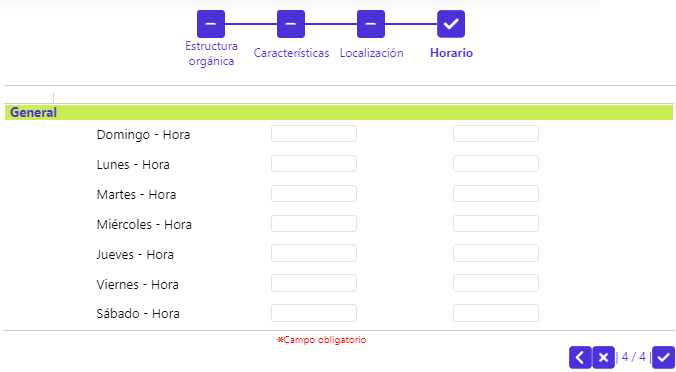 Estructura orgánica
Características
Localización
Horario
General
Domingo - Hora
Lunes - Hora
Martes - Hora
Miércoles - Hora
Jueves - Hora
Viernes - Hora
Sábado - Hora
*Campo obligatorio
| 4 / 4 |